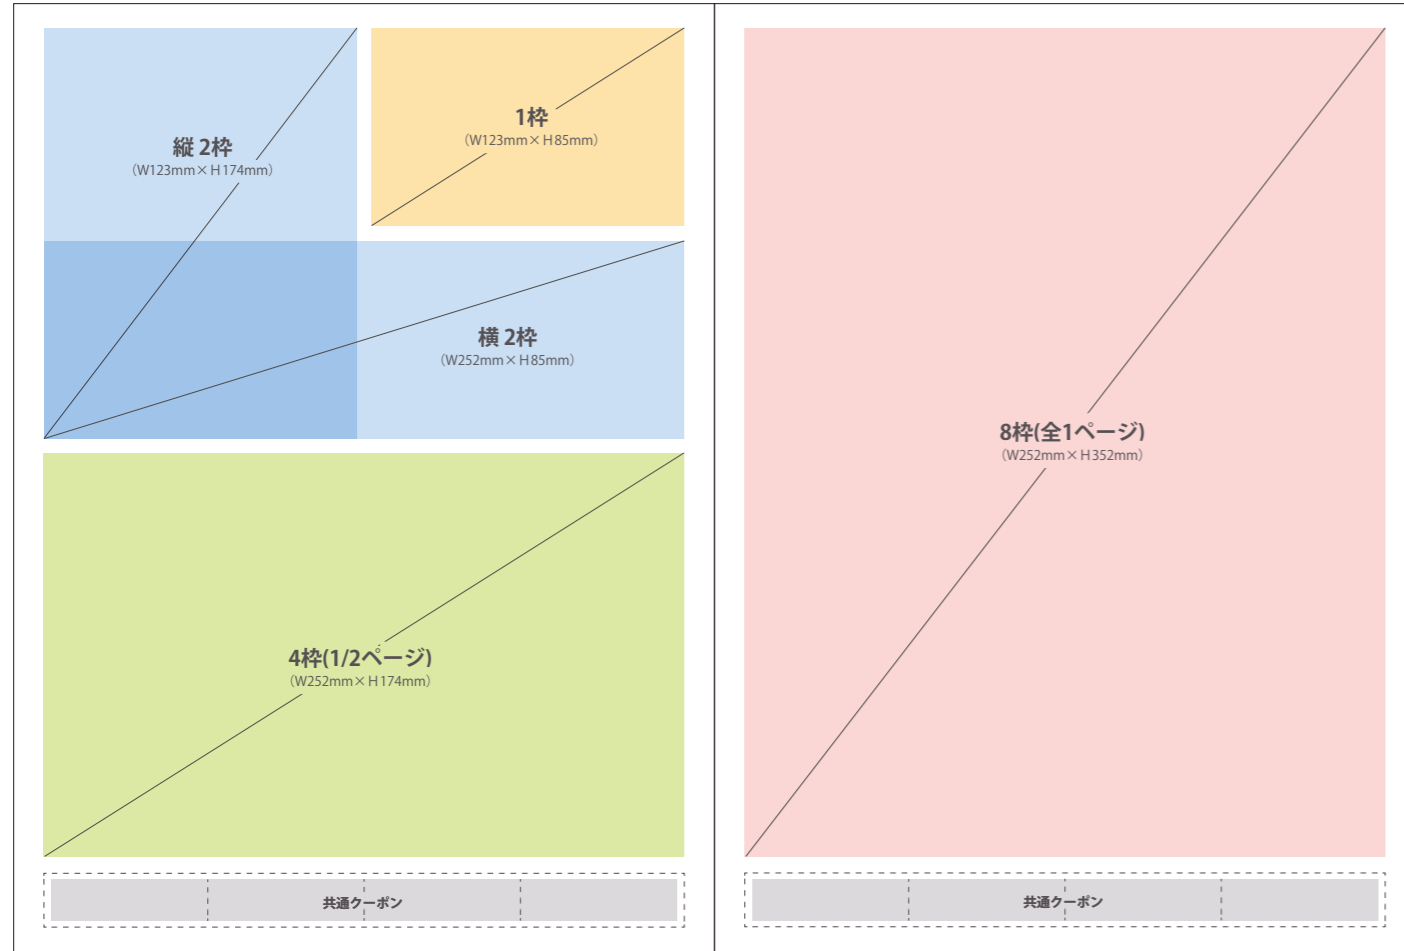 縦 2枠
（W123mm×H174mm）
1枠
（W123mm×H85mm）
横 2枠
（W252mm×H85mm）
4枠(1/2ページ)
（W252mm×H174mm）
共通クーポン
8枠(全1ページ)
（W252mm×H352mm）
共通クーポン